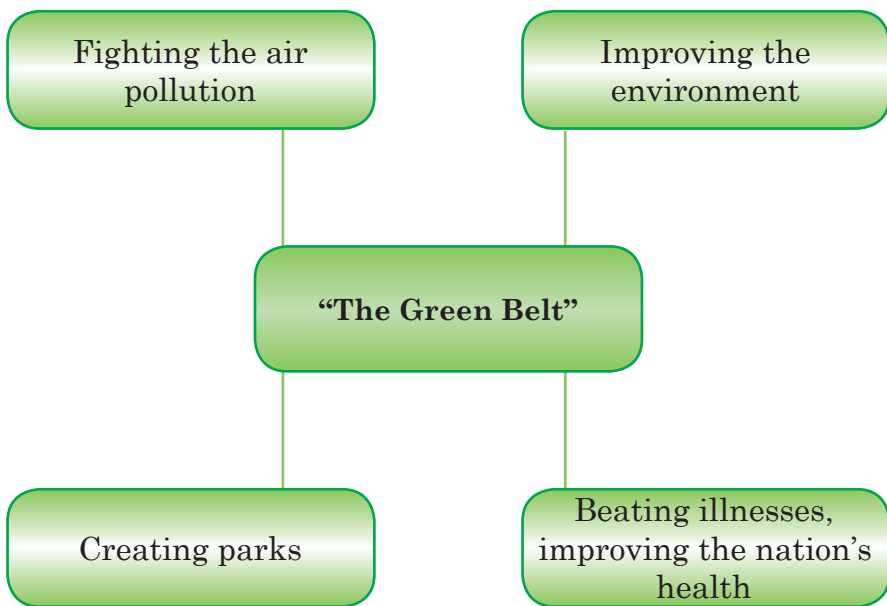 Fighting the air
pollution
Improving the
environment
“The Green Belt”
Creating parks
Beating illnesses,
improving the nation’s
health